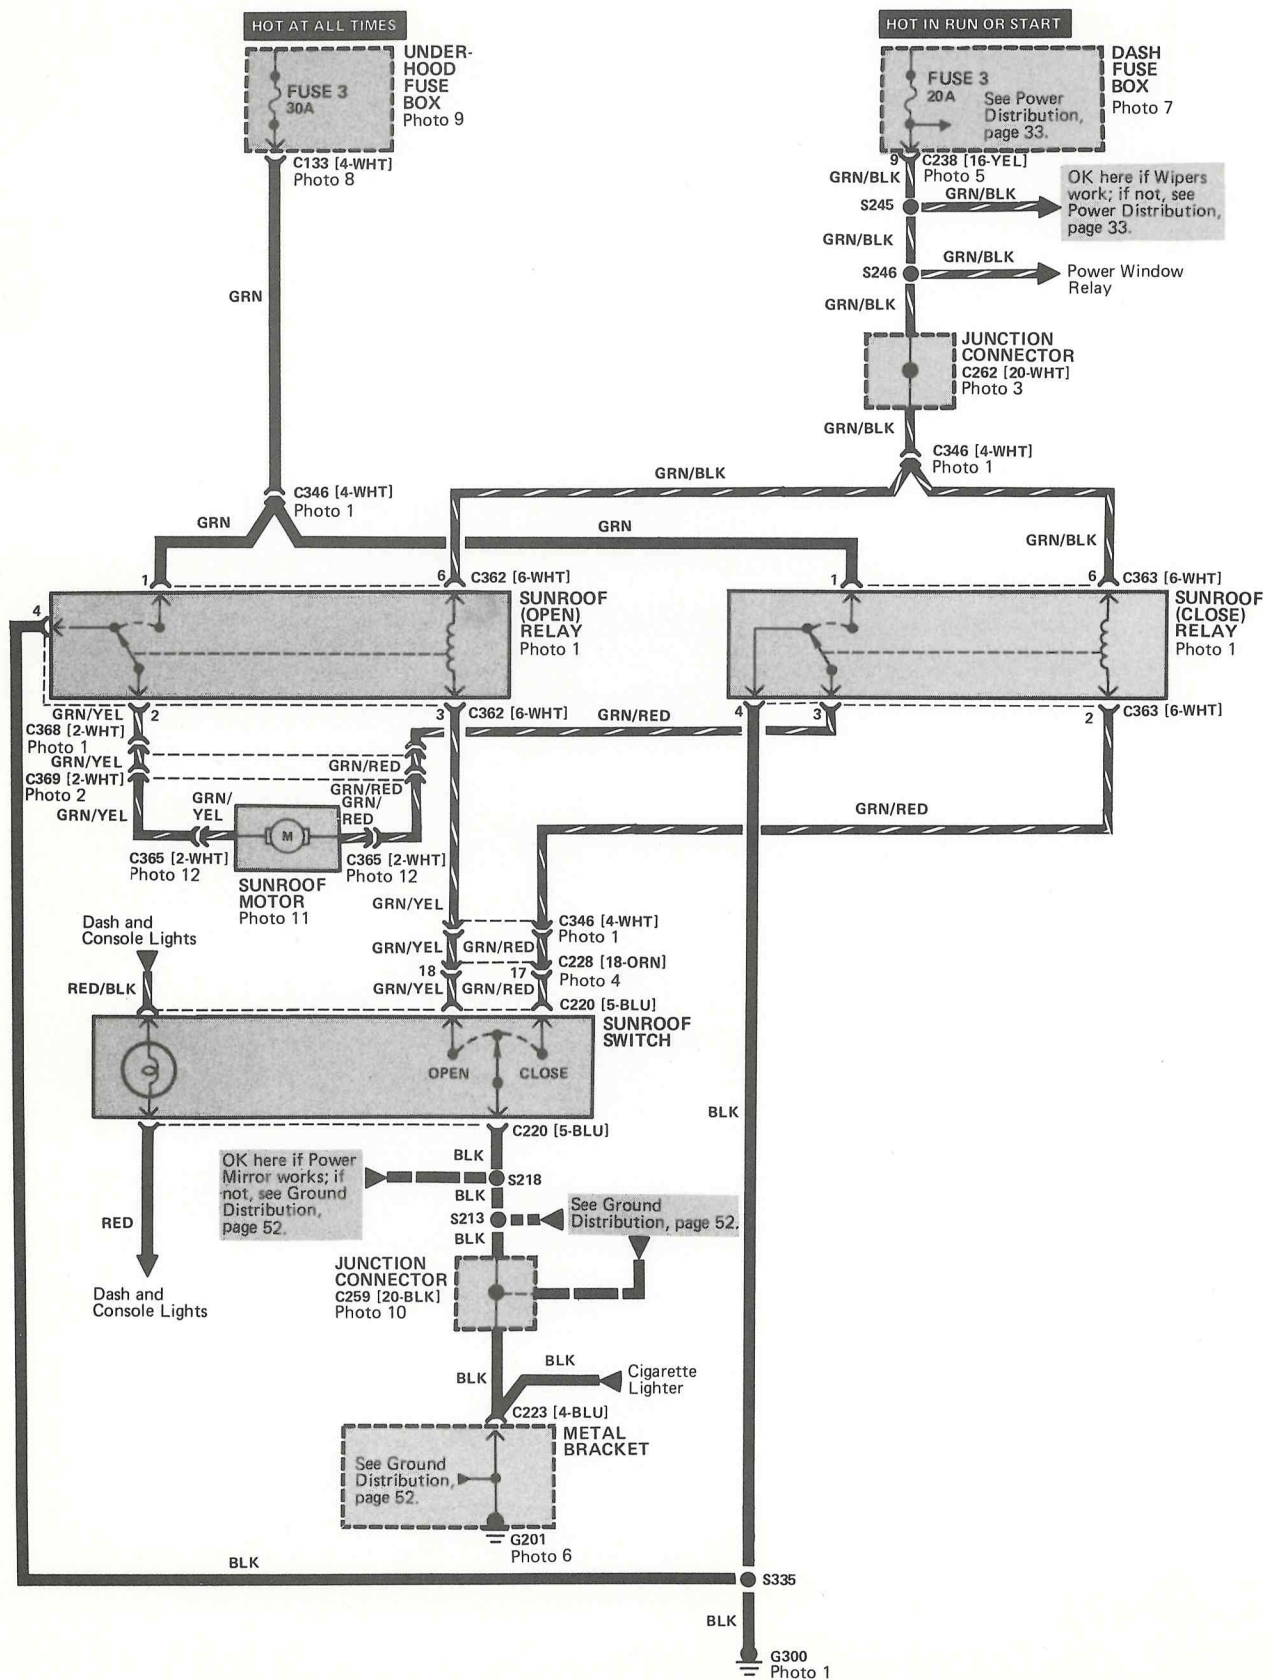 HOT AT ALL TIMES
HOT IN RUN OR START
FUSE 3
30A
UNDER-
HOOD
FUSE
BOX
Photo 9
FUSE 3
20A
See Power
Distribution,
page 33.
DASH
FUSE
BOX
Photo 7
C133 [4-WHT]
Photo 8
9
C238 [16-YEL]
Photo 5
GRN/BLK
S245
GRN/BLK
OK here if Wipers
work; if not, see
Power Distribution,
page 33.
GRN/BLK
S246
GRN/BLK
Power Window
Relay
GRN
GRN/BLK
JUNCTION
CONNECTOR
C262 [20-WHT]
Photo 3
GRN/BLK
C346 [4-WHT]
Photo 1
GRN/BLK
C346 [4-WHT]
Photo 1
GRN
GRN
GRN/BLK
1
6
C362 [6-WHT]
1
6
C363 [6-WHT]
4
SUNROOF
(OPEN)
RELAY
Photo 1
SUNROOF
(CLOSE)
RELAY
Photo 1
GRN/YEL
2
3
C362 [6-WHT]
GRN/RED
4
3
2
C363 [6-WHT]
C368 [2-WHT]
Photo 1
GRN/YEL
GRN/RED
C369 [2-WHT]
Photo 2
GRN/RED
GRN/YEL
GRN/
YEL
GRN/
RED
M
GRN/RED
C365 [2-WHT]
Photo 12
C365 [2-WHT]
Photo 12
SUNROOF
MOTOR
Photo 11
GRN/YEL
Dash and
Console Lights
C346 [4-WHT]
Photo 1
GRN/YEL
GRN/RED
C228 [18-ORN]
Photo 4
18
17
RED/BLK
GRN/YEL
GRN/RED
C220 [5-BLU]
SUNROOF
SWITCH
OPEN
CLOSE
BLK
C220 [5-BLU]
BLK
OK here if Power
Mirror works; if
not, see Ground
Distribution,
page 52.
S218
BLK
S213
See Ground
Distribution, page 52.
RED
BLK
JUNCTION
CONNECTOR
C259 [20-BLK]
Photo 10
Dash and
Console Lights
BLK
BLK
Cigarette
Lighter
C223 [4-BLU]
METAL
BRACKET
See Ground
Distribution,
page 52.
G201
Photo 6
BLK
S335
BLK
G300
Photo 1